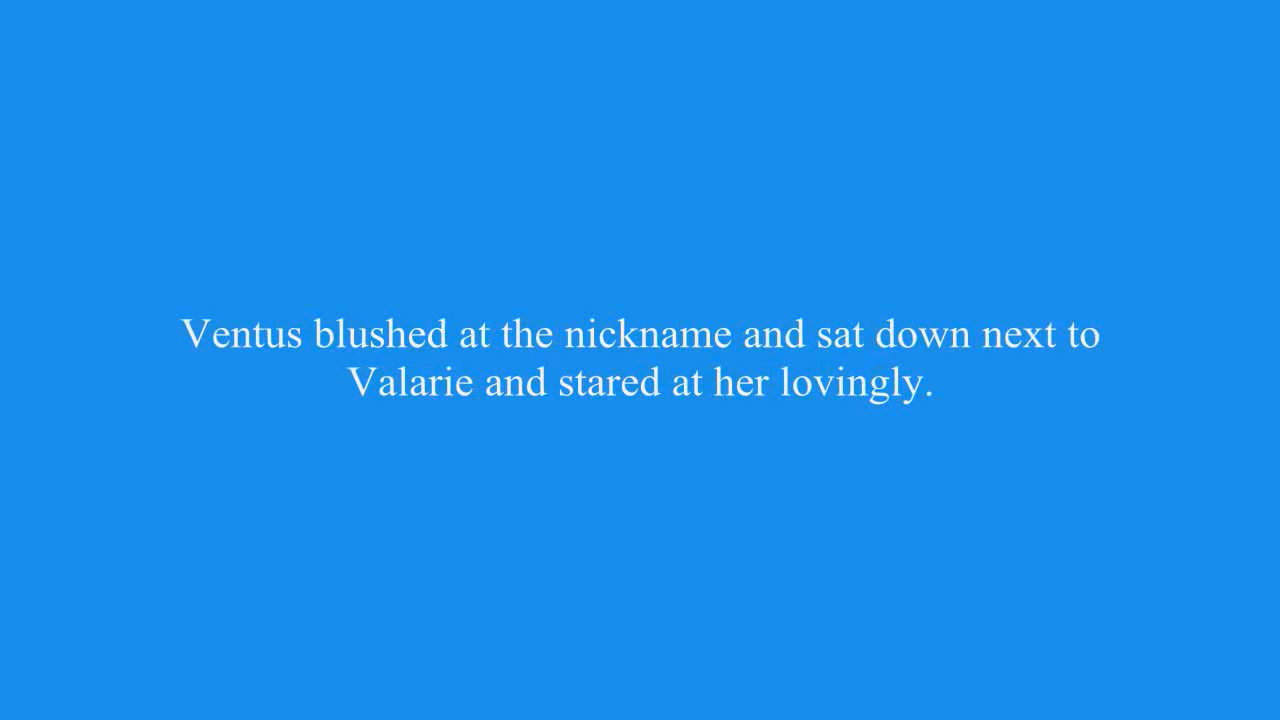 Ventus blushed at the nickname and sat down next to
Valarie and stared at her lovingly.